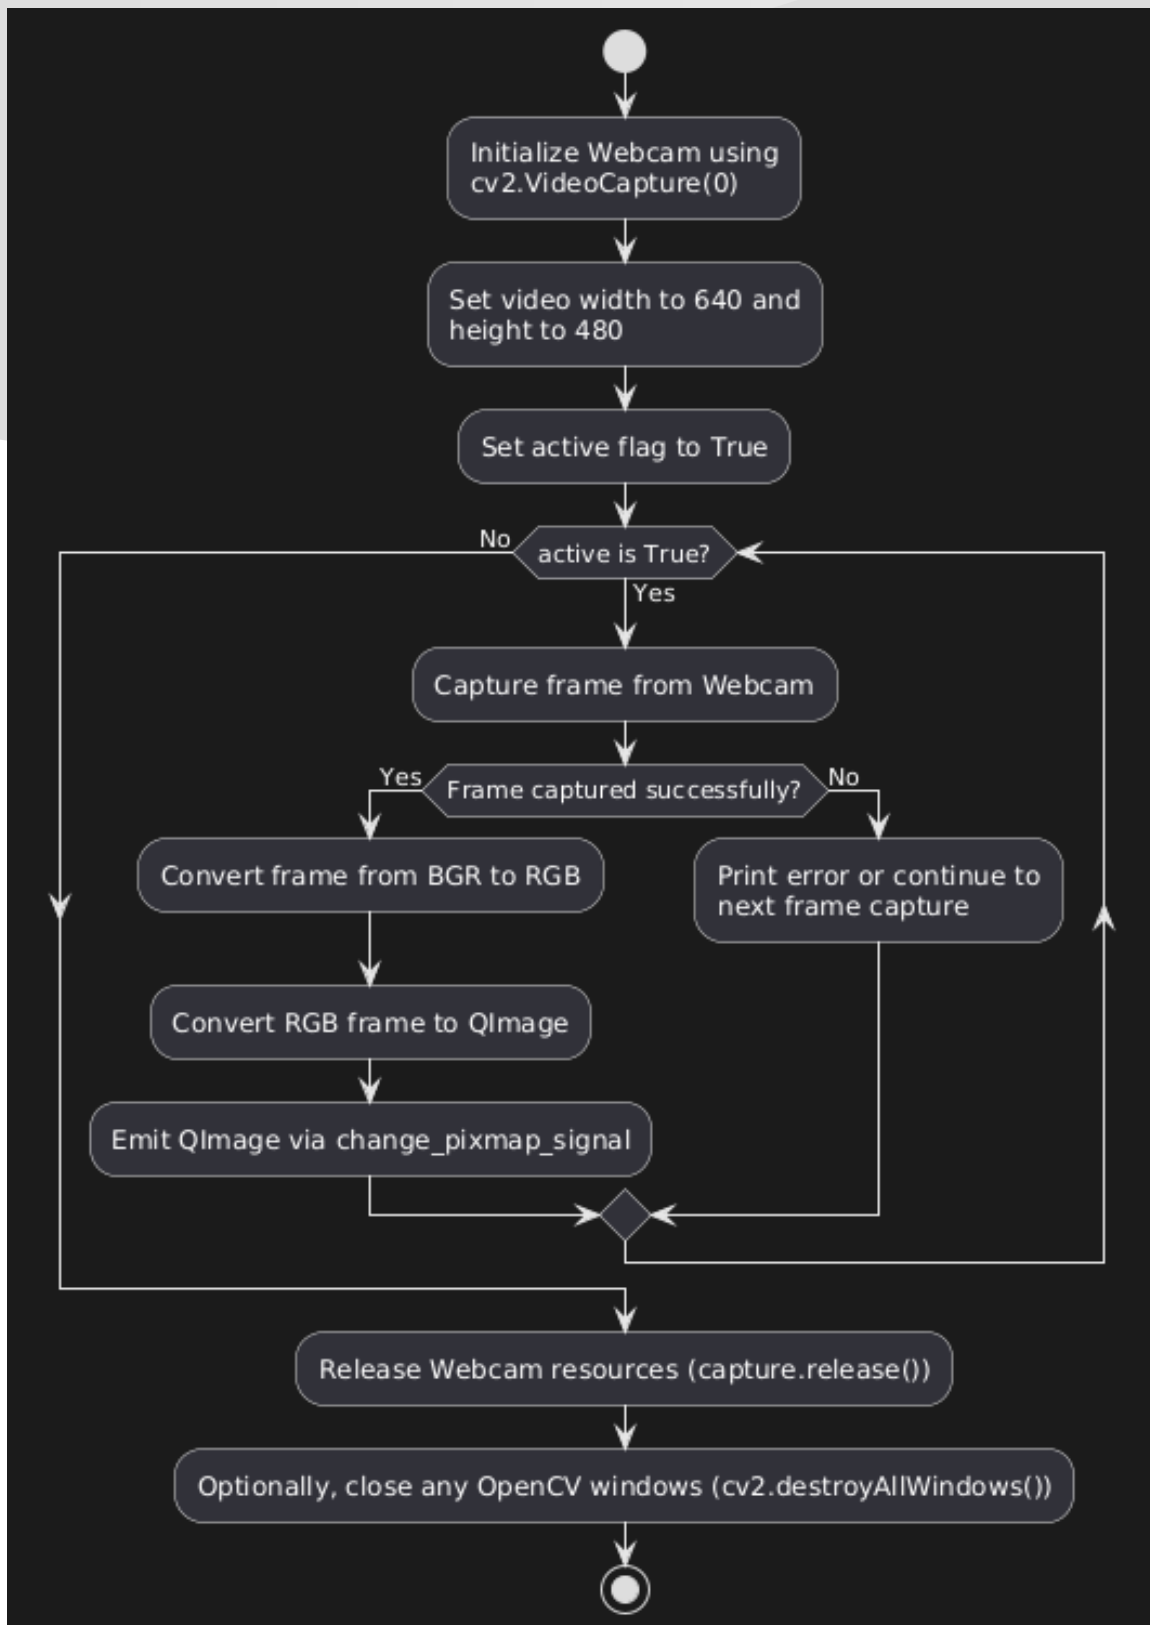 Initialize Webcam using
cv2.VideoCapture(0)
Set video width to 640 and
height to 480
Set active flag to True
No
active is True?
Yes
Capture frame from Webcam
Yes
Frame captured successfully?
No
Convert frame from BGR to RGB
Print error or continue to
next frame capture
Convert RGB frame to QImage
Emit QImage via change_pixmap_signal
Release Webcam resources (capture.release())
Optionally, close any OpenCV windows (cv2.destroyAllWindows())